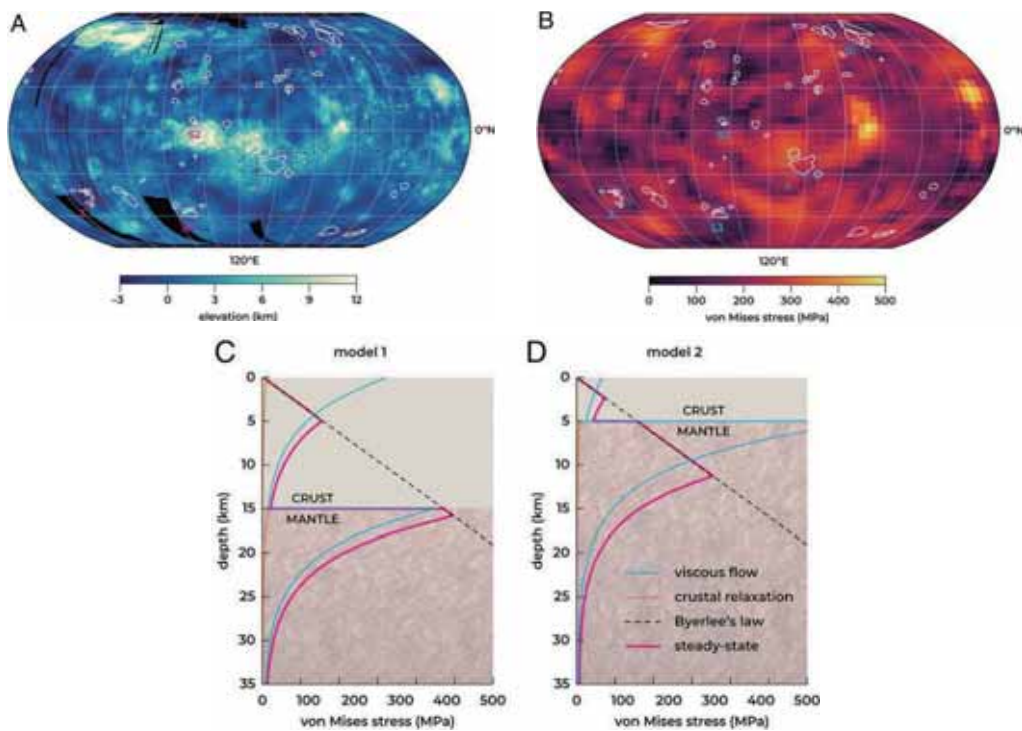 A
B
0°N
0°N
120°E
120°E
-3 0 3 6 9 12
elevation (km)
0 100 200 300 400 500
von Mises stress (MPa)
C model 1
D model 2
0
5
10
15
20
25
30
35
depth (km)
CRUST
MANTLE
0 100 200 300 400 500
von Mises stress (MPa)
0
5
10
15
20
25
30
35
depth (km)
CRUST
MANTLE
viscous flow
crustal relaxation
Byerlee's law
steady-state
0 100 200 300 400 500
von Mises stress (MPa)